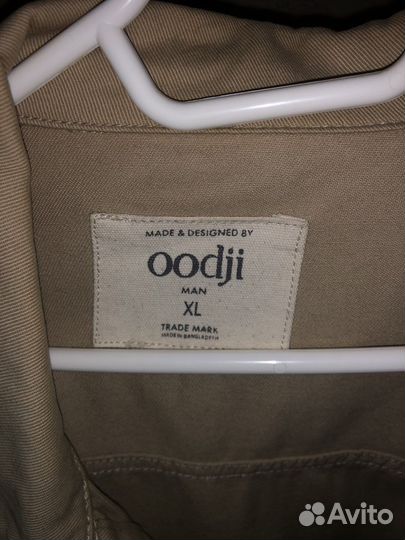 MADE & DESIGNED BY
oodji
MAN
XL
TRADE MARK
MADE IN BANGLADESH
Avito